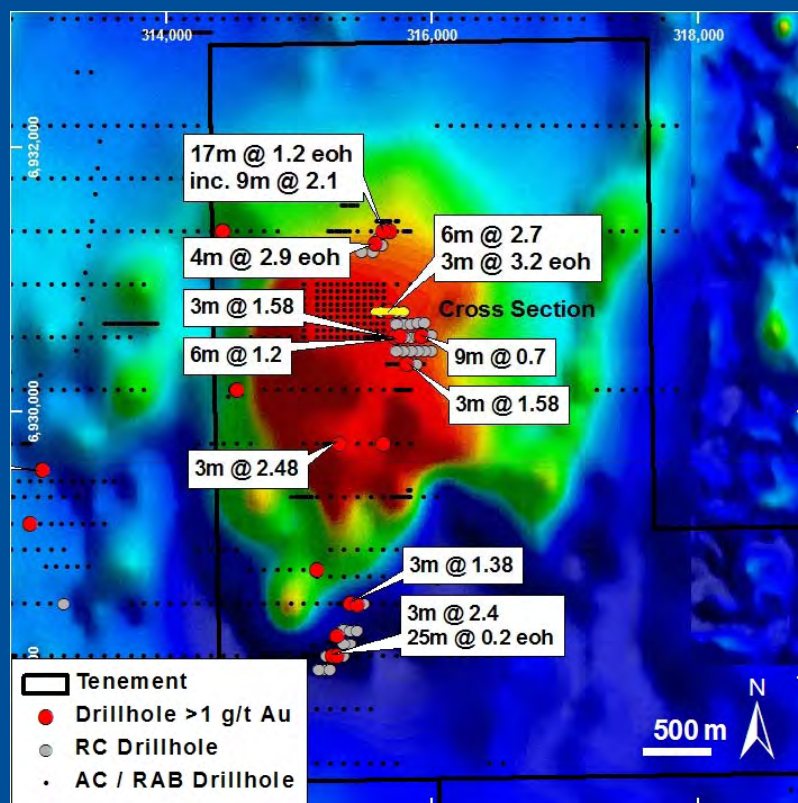 314,000
316,000
318,000
6,932,000
17m @ 1.2 eoh
inc. 9m @ 2.1
6m @ 2.7
3m @ 3.2 eoh
4m @ 2.9 eoh
3m @ 1.58
Cross Section
6m @ 1.2
9m @ 0.7
6,930,000
3m @ 1.58
3m @ 2.48
3m @ 1.38
3m @ 2.4
25m @ 0.2 eoh
Tenement
Drillhole >1 g/t Au
RC Drillhole
AC / RAB Drillhole
N
500 m